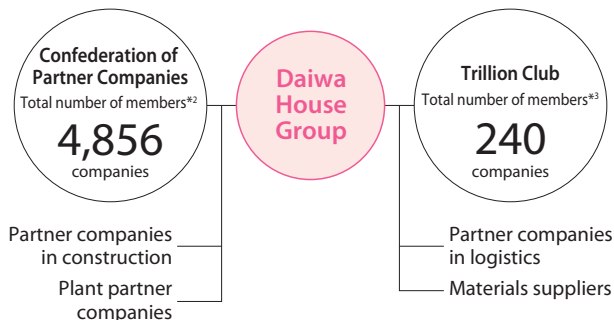 Confederation of
Partner Companies
Total number of members*2
4,856
companies
Daiwa
House
Group
Trillion Club
Total number of members*3
240
companies
Partner companies
in construction
Plant partner
companies
Partner companies
in logistics
Materials suppliers